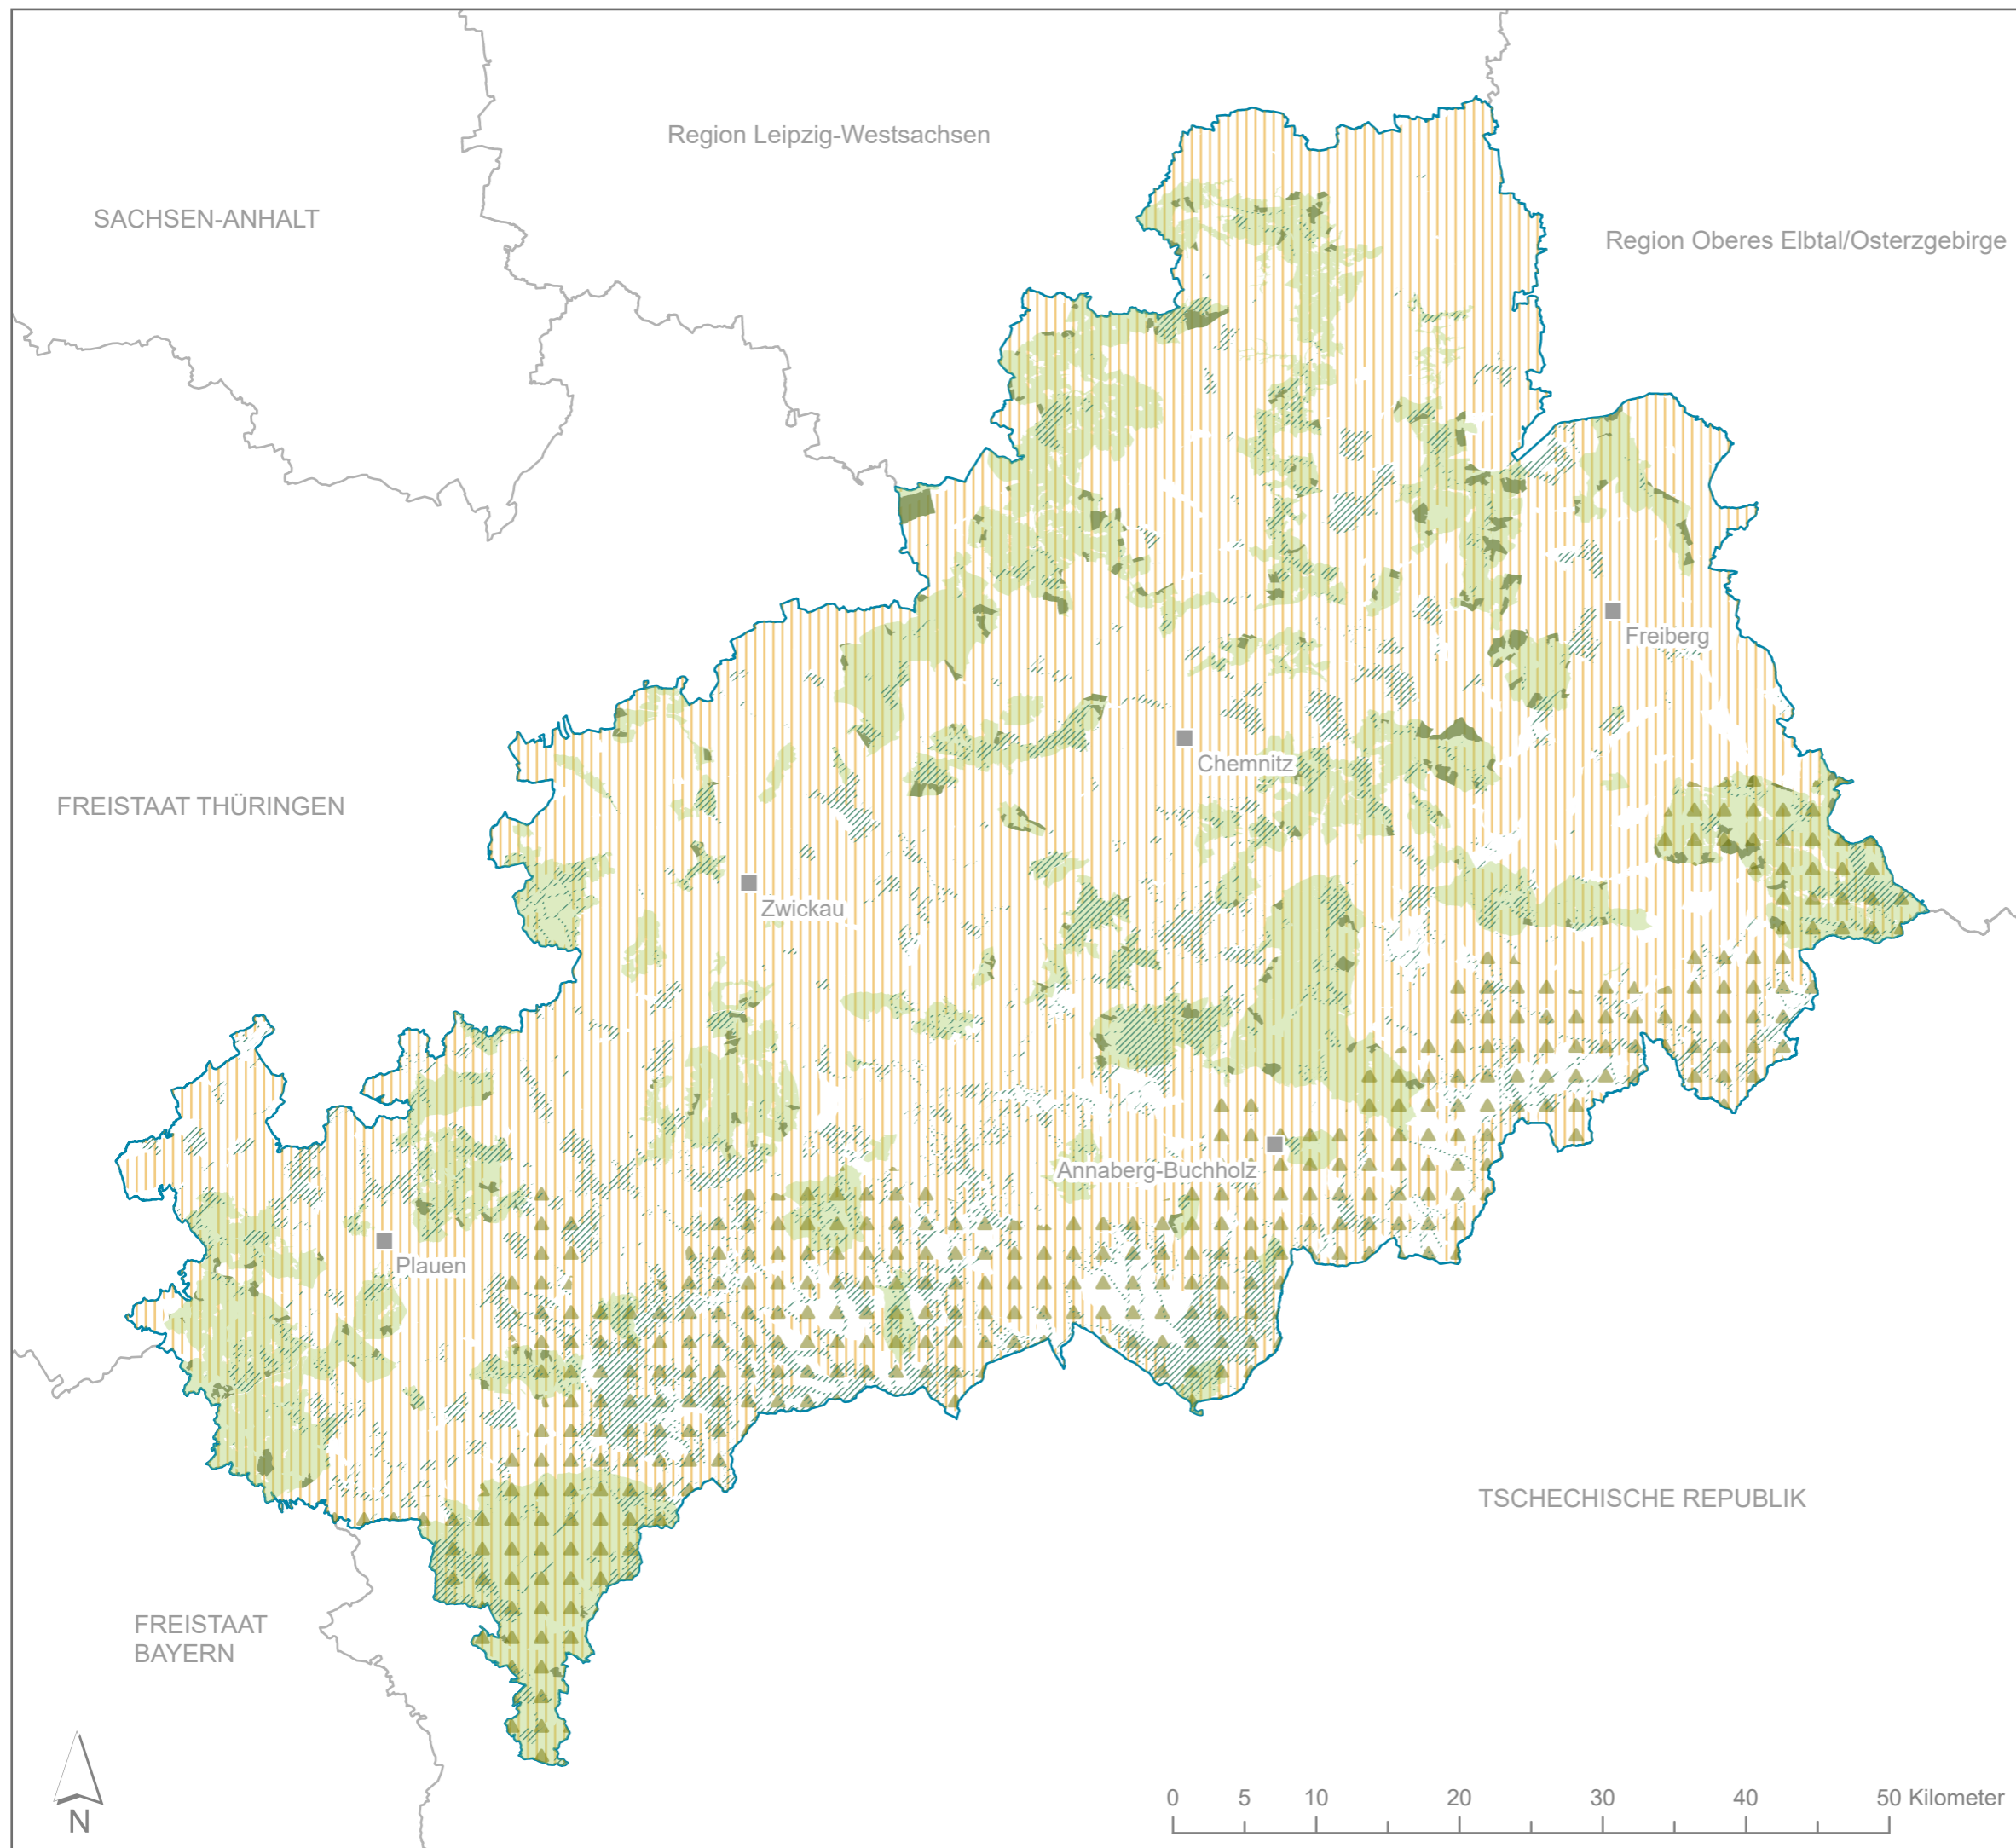 Region Leipzig-Westsachsen
SACHSEN-ANHALT
Region Oberes Elbtal/Osterzgebirge
Freiberg
Chemnitz
FREISTAAT THÜRINGEN
Zwickau
Annaberg-Buchholz
Plauen
TSCHECHISCHE REPUBLIK
FREISTAAT
BAYERN
N
0 5 10 20 30 40 50 Kilometer